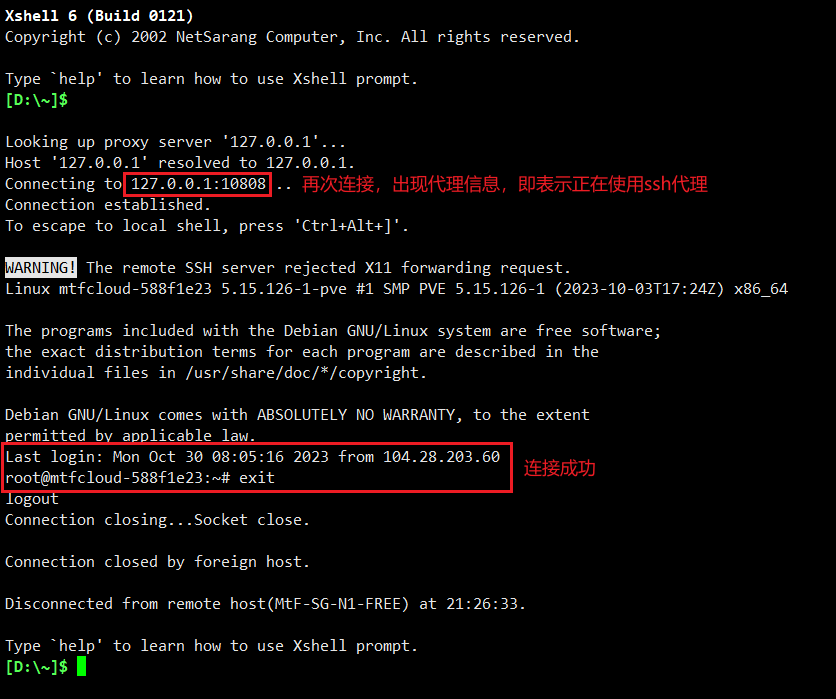 Xshell 6 (Build 0121)
Copyright (c) 2002 NetSarang Computer, Inc. All rights reserved.
Type `help' to learn how to use Xshell prompt.
[D:\~]$
Looking up proxy server '127.0.0.1'...
Host '127.0.0.1' resolved to 127.0.0.1.
Connecting to 127.0.0.1:10808 .. 再次连接，出现代理信息，即表示正在使用ssh代理
Connection established.
To escape to local shell, press 'Ctrl+Alt+]'.
WARNING! The remote SSH server rejected X11 forwarding request.
Linux mtfcloud-588f1e23 5.15.126-1-pve #1 SMP PVE 5.15.126-1 (2023-10-03T17:24Z) x86_64
The programs included with the Debian GNU/Linux system are free software;
the exact distribution terms for each program are described in the
individual files in /usr/share/doc/*/copyright.
Debian GNU/Linux comes with ABSOLUTELY NO WARRANTY, to the extent
permitted by applicable law.
Last login: Mon Oct 30 08:05:16 2023 from 104.28.203.60
root@mtfcloud-588f1e23:~# exit
连接成功
logout
Connection closing...Socket close.
Connection closed by foreign host.
Disconnected from remote host(MtF-SG-N1-FREE) at 21:26:33.
Type `help' to learn how to use Xshell prompt.
[D:\~]$